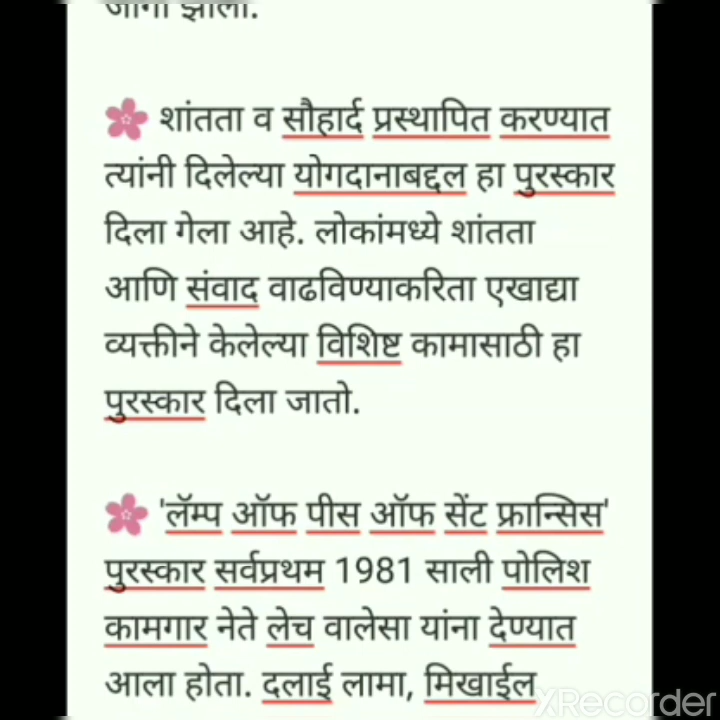 झाला.
शांतता व सौहार्द प्रस्थापित करण्यात
त्यांनी दिलेल्या योगदानाबद्दल हा पुरस्कार
दिला गेला आहे. लोकांमध्ये शांतता
आणि संवाद वाढविण्याकरिता एखाद्या
व्यक्तीने केलेल्या विशिष्ट कामासाठी हा
पुरस्कार दिला जातो.
'लॅम्प ऑफ पीस ऑफ सेंट फ्रान्सिस'
पुरस्कार सर्वप्रथम 1981 साली पोलिश
कामगार नेते लेच वालेसा यांना देण्यात
आला होता. दलाई लामा, मिखाईल
XRecorder